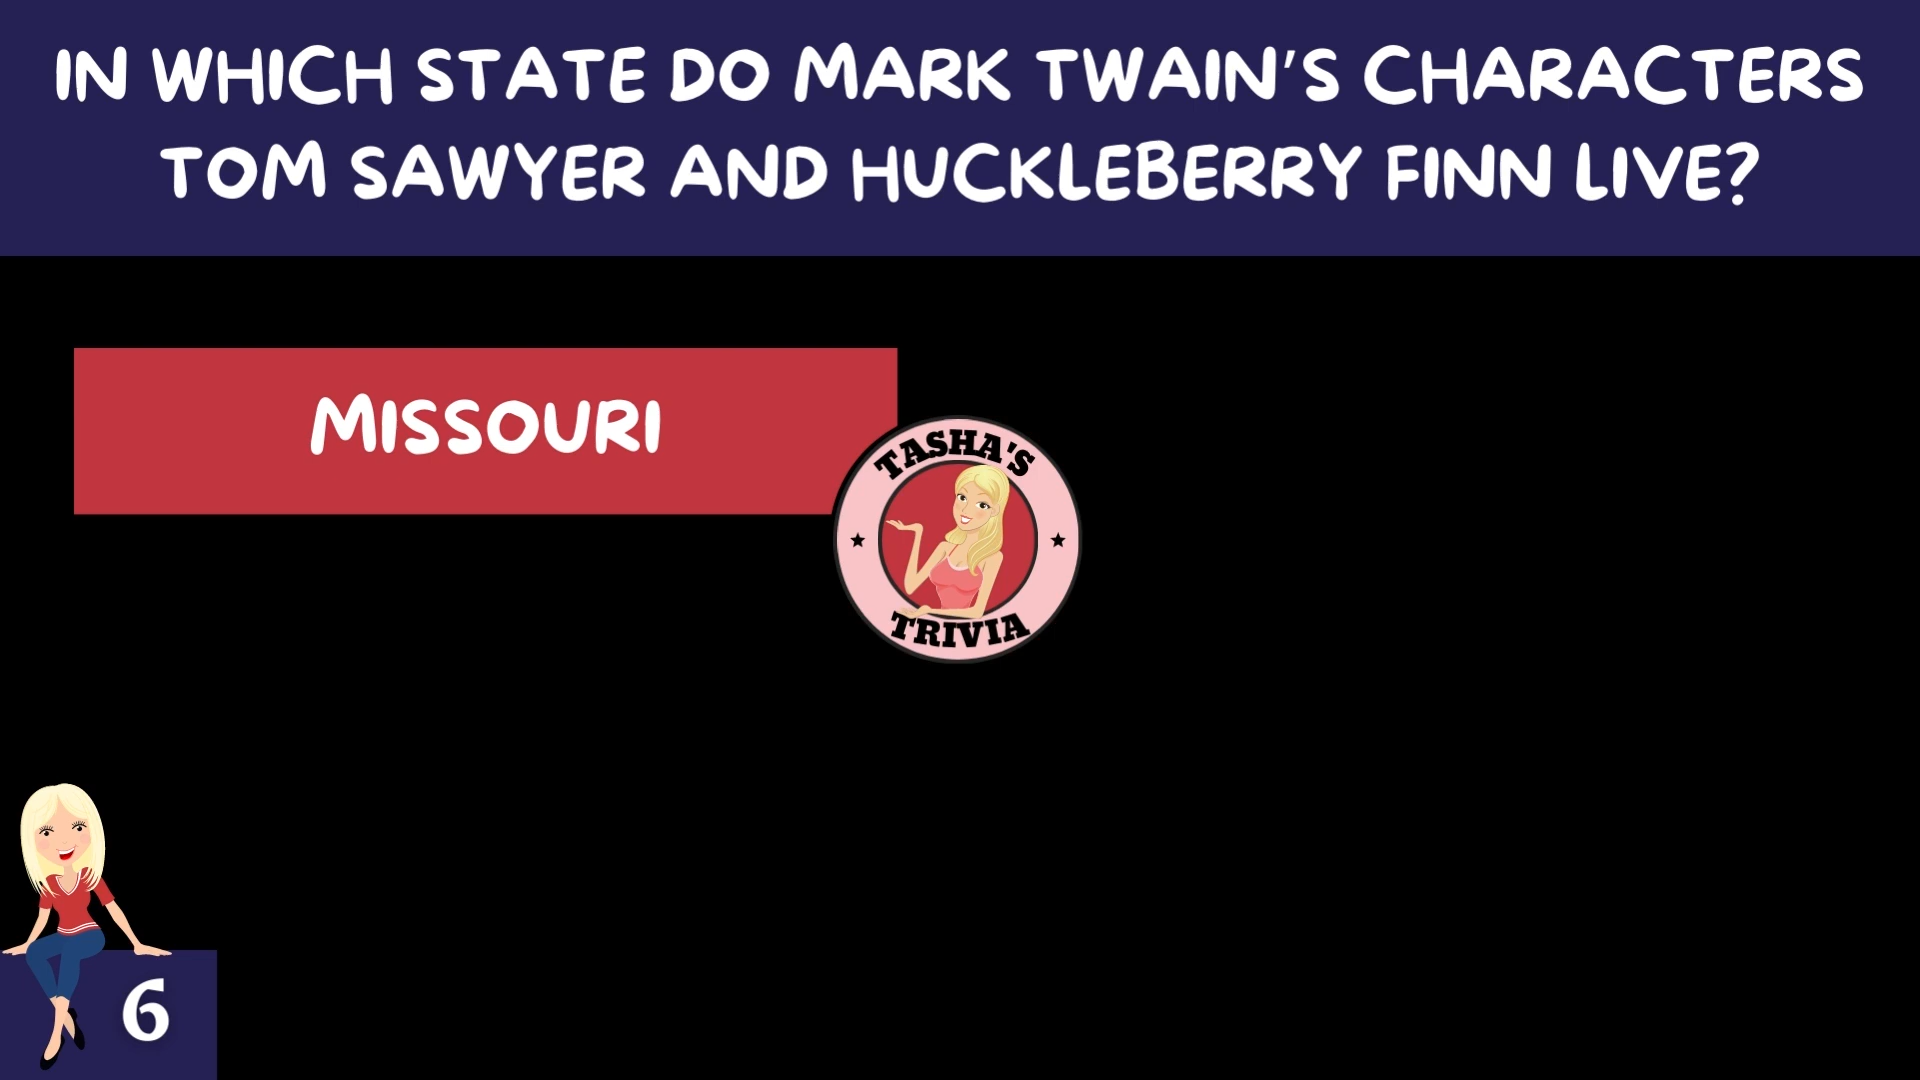 IN WHICH STATE DO MARK TWAIN'S CHARACTERS
TOM SAWYER AND HUCKLEBERRY FINN LIVE?
MISSOURI
TASHA'S
TRIVIA
6